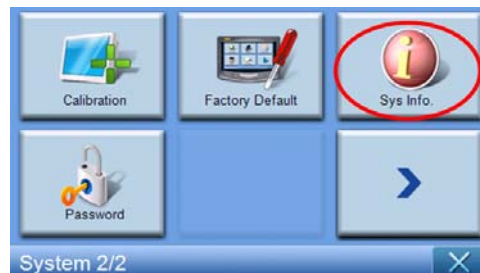 Calibration
Factory Default
Sys Info.
Password
System 2/2